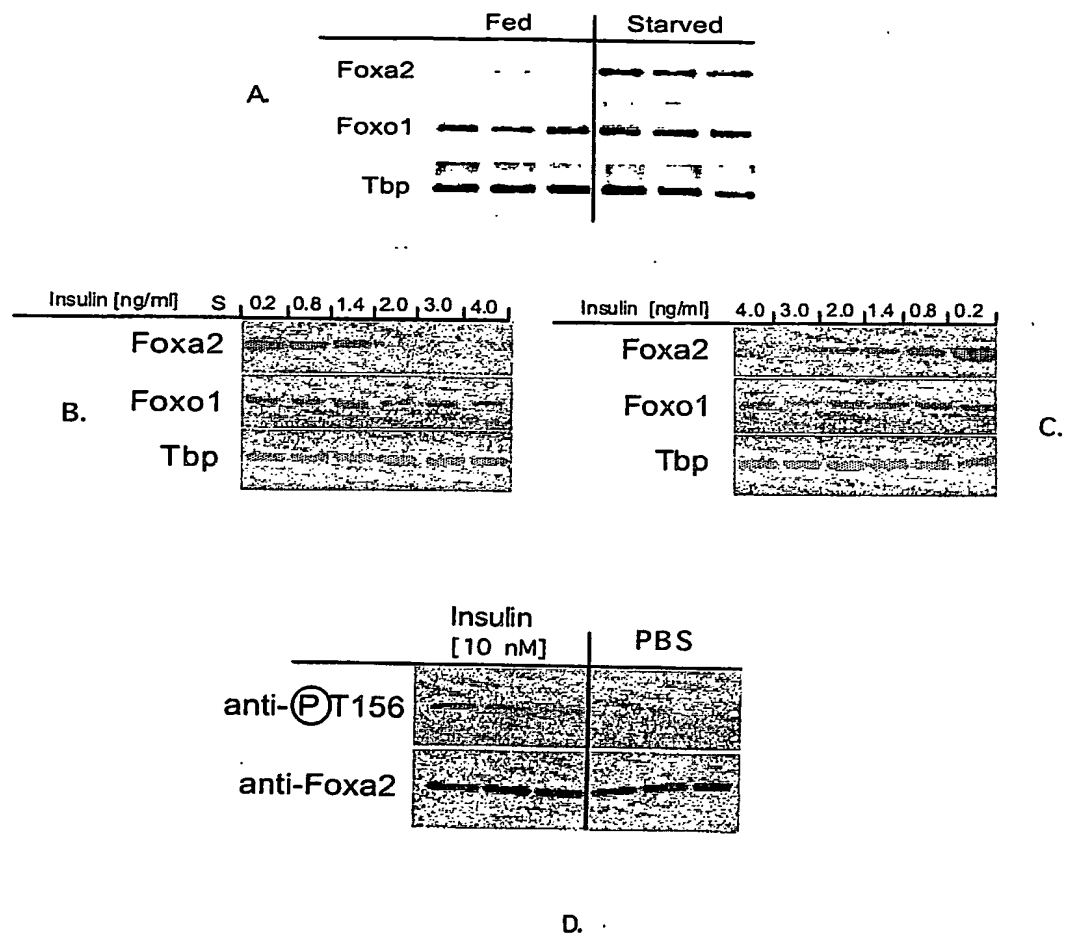 Fed Starved
Foxa2
A.
Foxo1
Tbp
Insulin [ng/ml] S 0.2 0.8 1.4 2.0 3.0 4.0
Foxa2
B. Foxo1
Tbp
Insulin [ng/ml] 4.0 3.0 2.0 1.4 0.8 0.2
Foxa2
Foxo1
C.
Tbp
Insulin
[10 nM] PBS
anti-ⓅT156
anti-Foxa2
D.